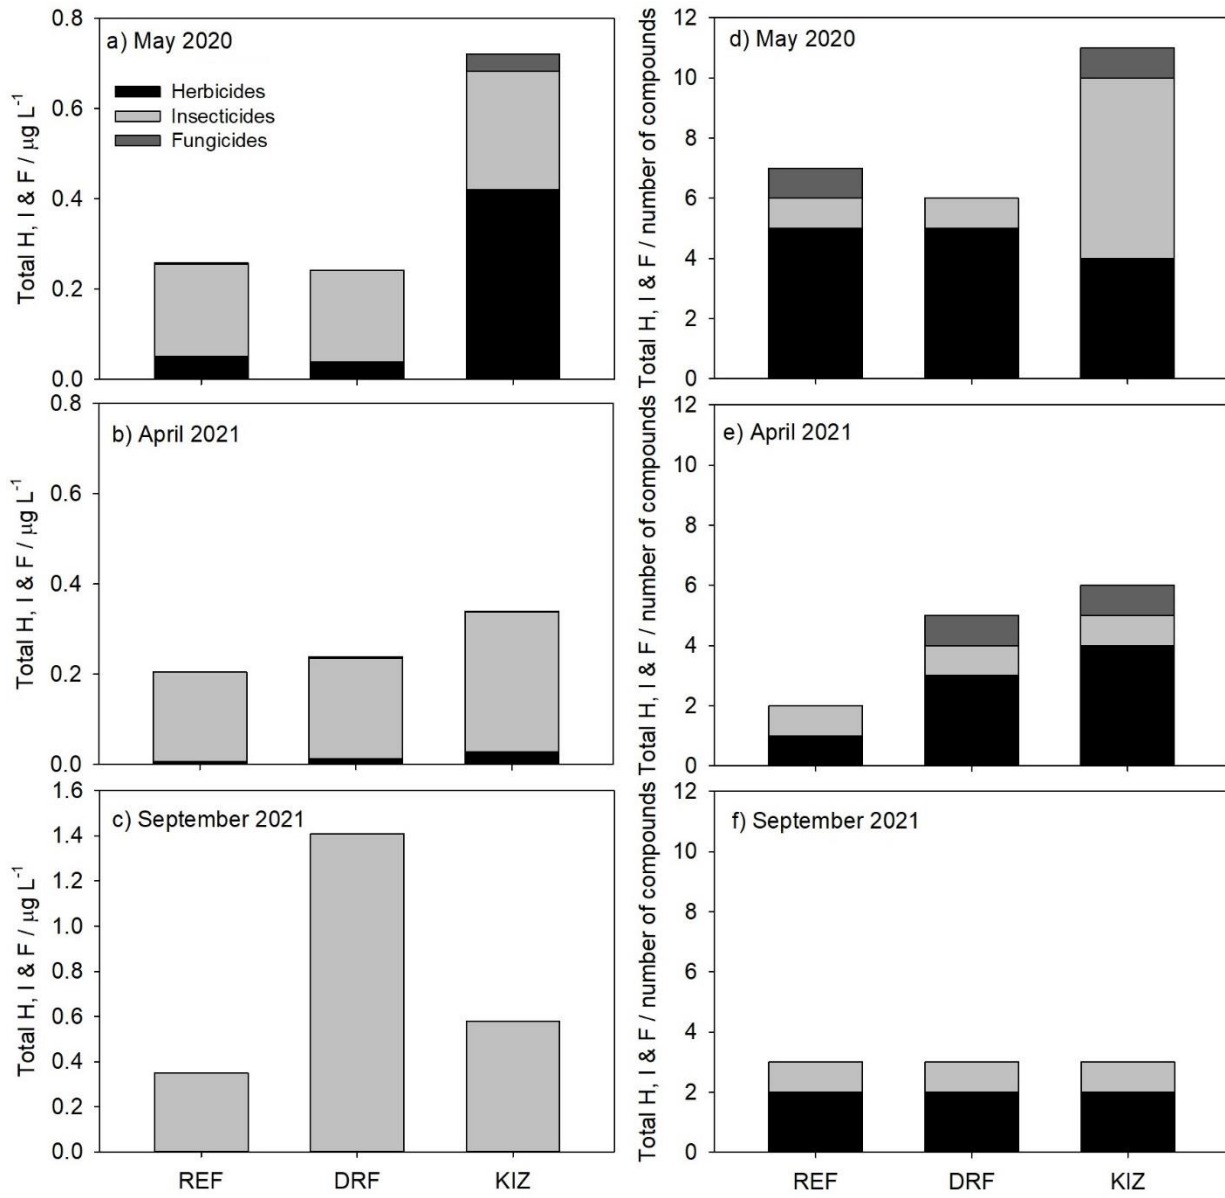 a) May 2020
Herbicides
Insecticides
Fungicides
Total H, I & F / μg L⁻¹
0.8
0.6
0.4
0.2
0.0
d) May 2020
Total H, I & F / number of compounds
12
10
8
6
4
2
0
b) April 2021
Total H, I & F / μg L⁻¹
0.8
0.6
0.4
0.2
0.0
e) April 2021
Total H, I & F / number of compounds
12
10
8
6
4
2
0
c) September 2021
Total H, I & F / μg L⁻¹
1.6
1.4
1.2
1.0
0.8
0.6
0.4
0.2
0.0
REF DRF KIZ
f) September 2021
Total H, I & F / number of compounds
12
10
8
6
4
2
0
REF DRF KIZ